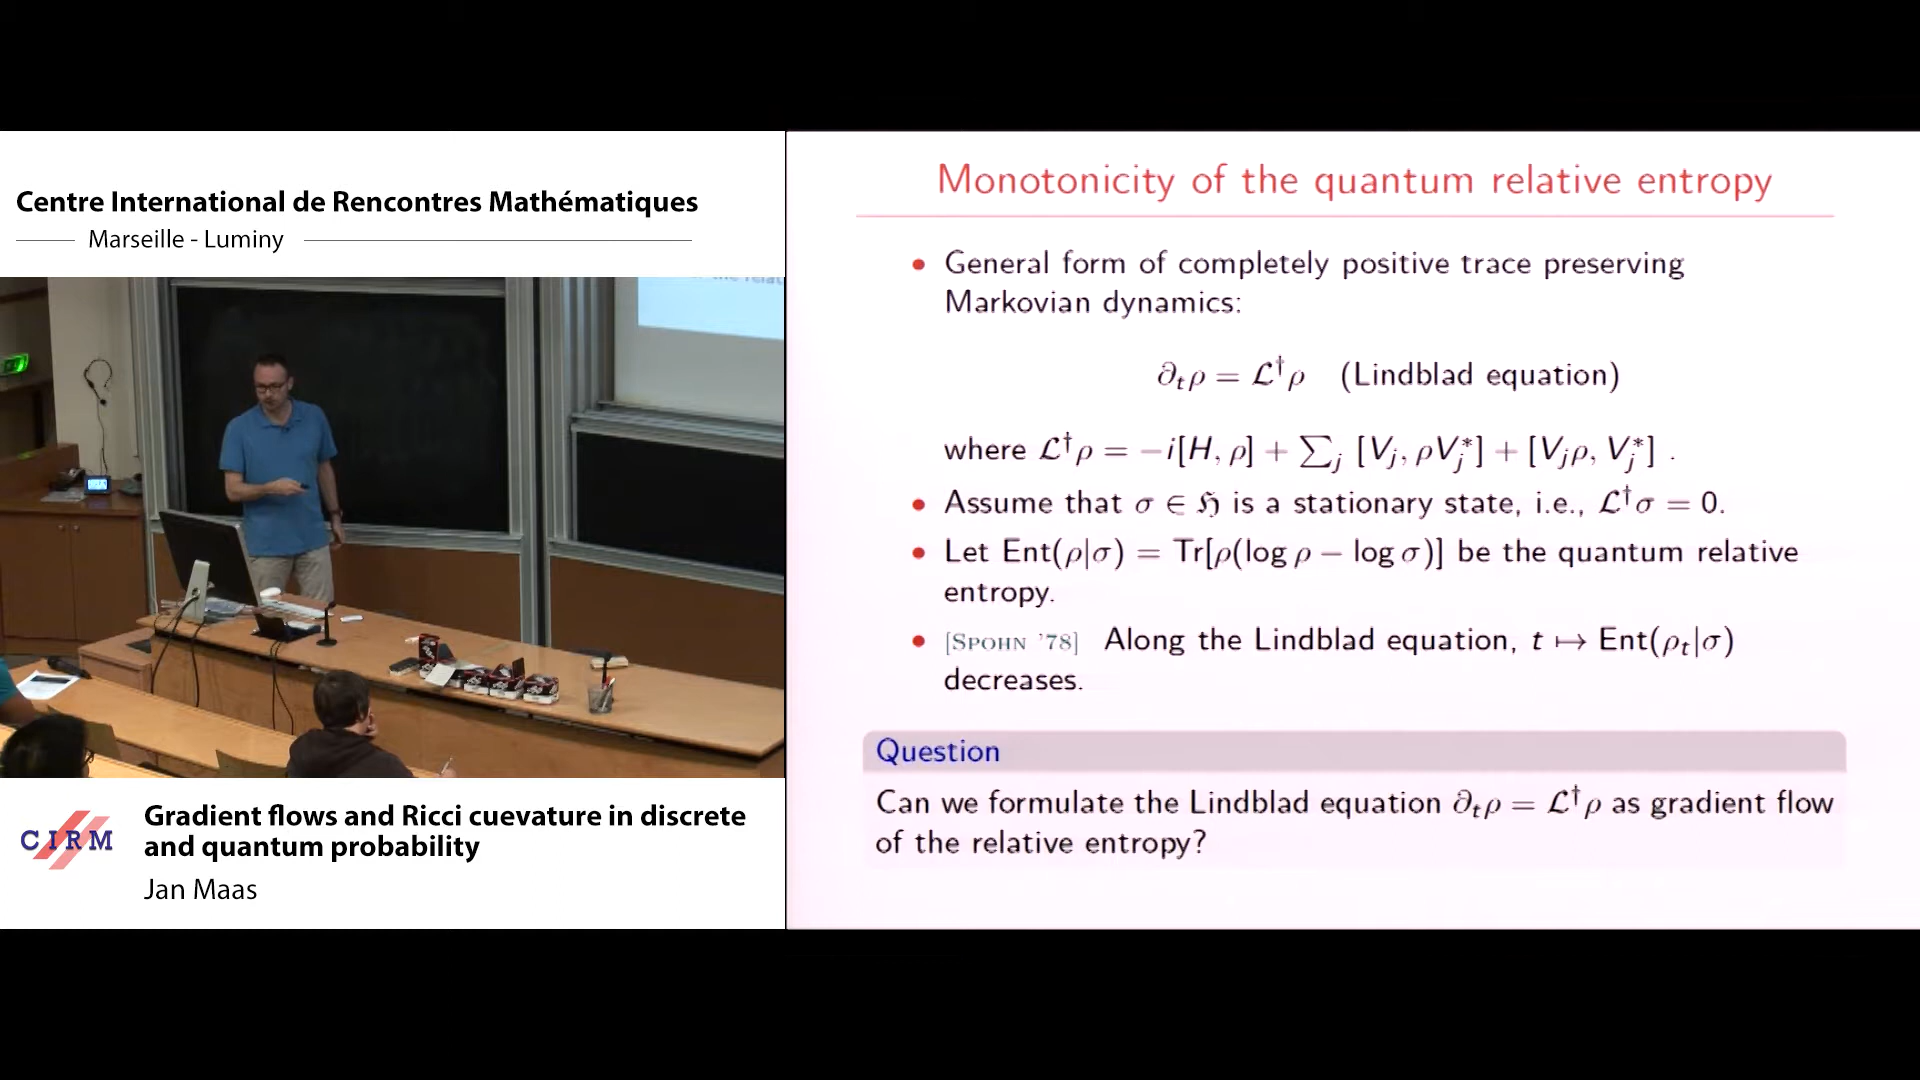 Centre International de Rencontres Mathématiques
Marseille - Luminy
CIRM
Gradient flows and Ricci cuevature in discrete
and quantum probability
Jan Maas
Monotonicity of the quantum relative entropy
• General form of completely positive trace preserving
Markovian dynamics:
∂ₜρ = ℒ†ρ (Lindblad equation)
where ℒ†ρ = −i[H, ρ] + ∑ⱼ [Vⱼ, ρVⱼ*] + [Vⱼρ, Vⱼ*] .
• Assume that σ ∈ ℌ is a stationary state, i.e., ℒ†σ = 0.
• Let Ent(ρ|σ) = Tr[ρ(log ρ − log σ)] be the quantum relative
entropy.
• [SPOHN '78] Along the Lindblad equation, t ↦ Ent(ρₜ|σ)
decreases.
Question
Can we formulate the Lindblad equation ∂ₜρ = ℒ†ρ as gradient flow
of the relative entropy?